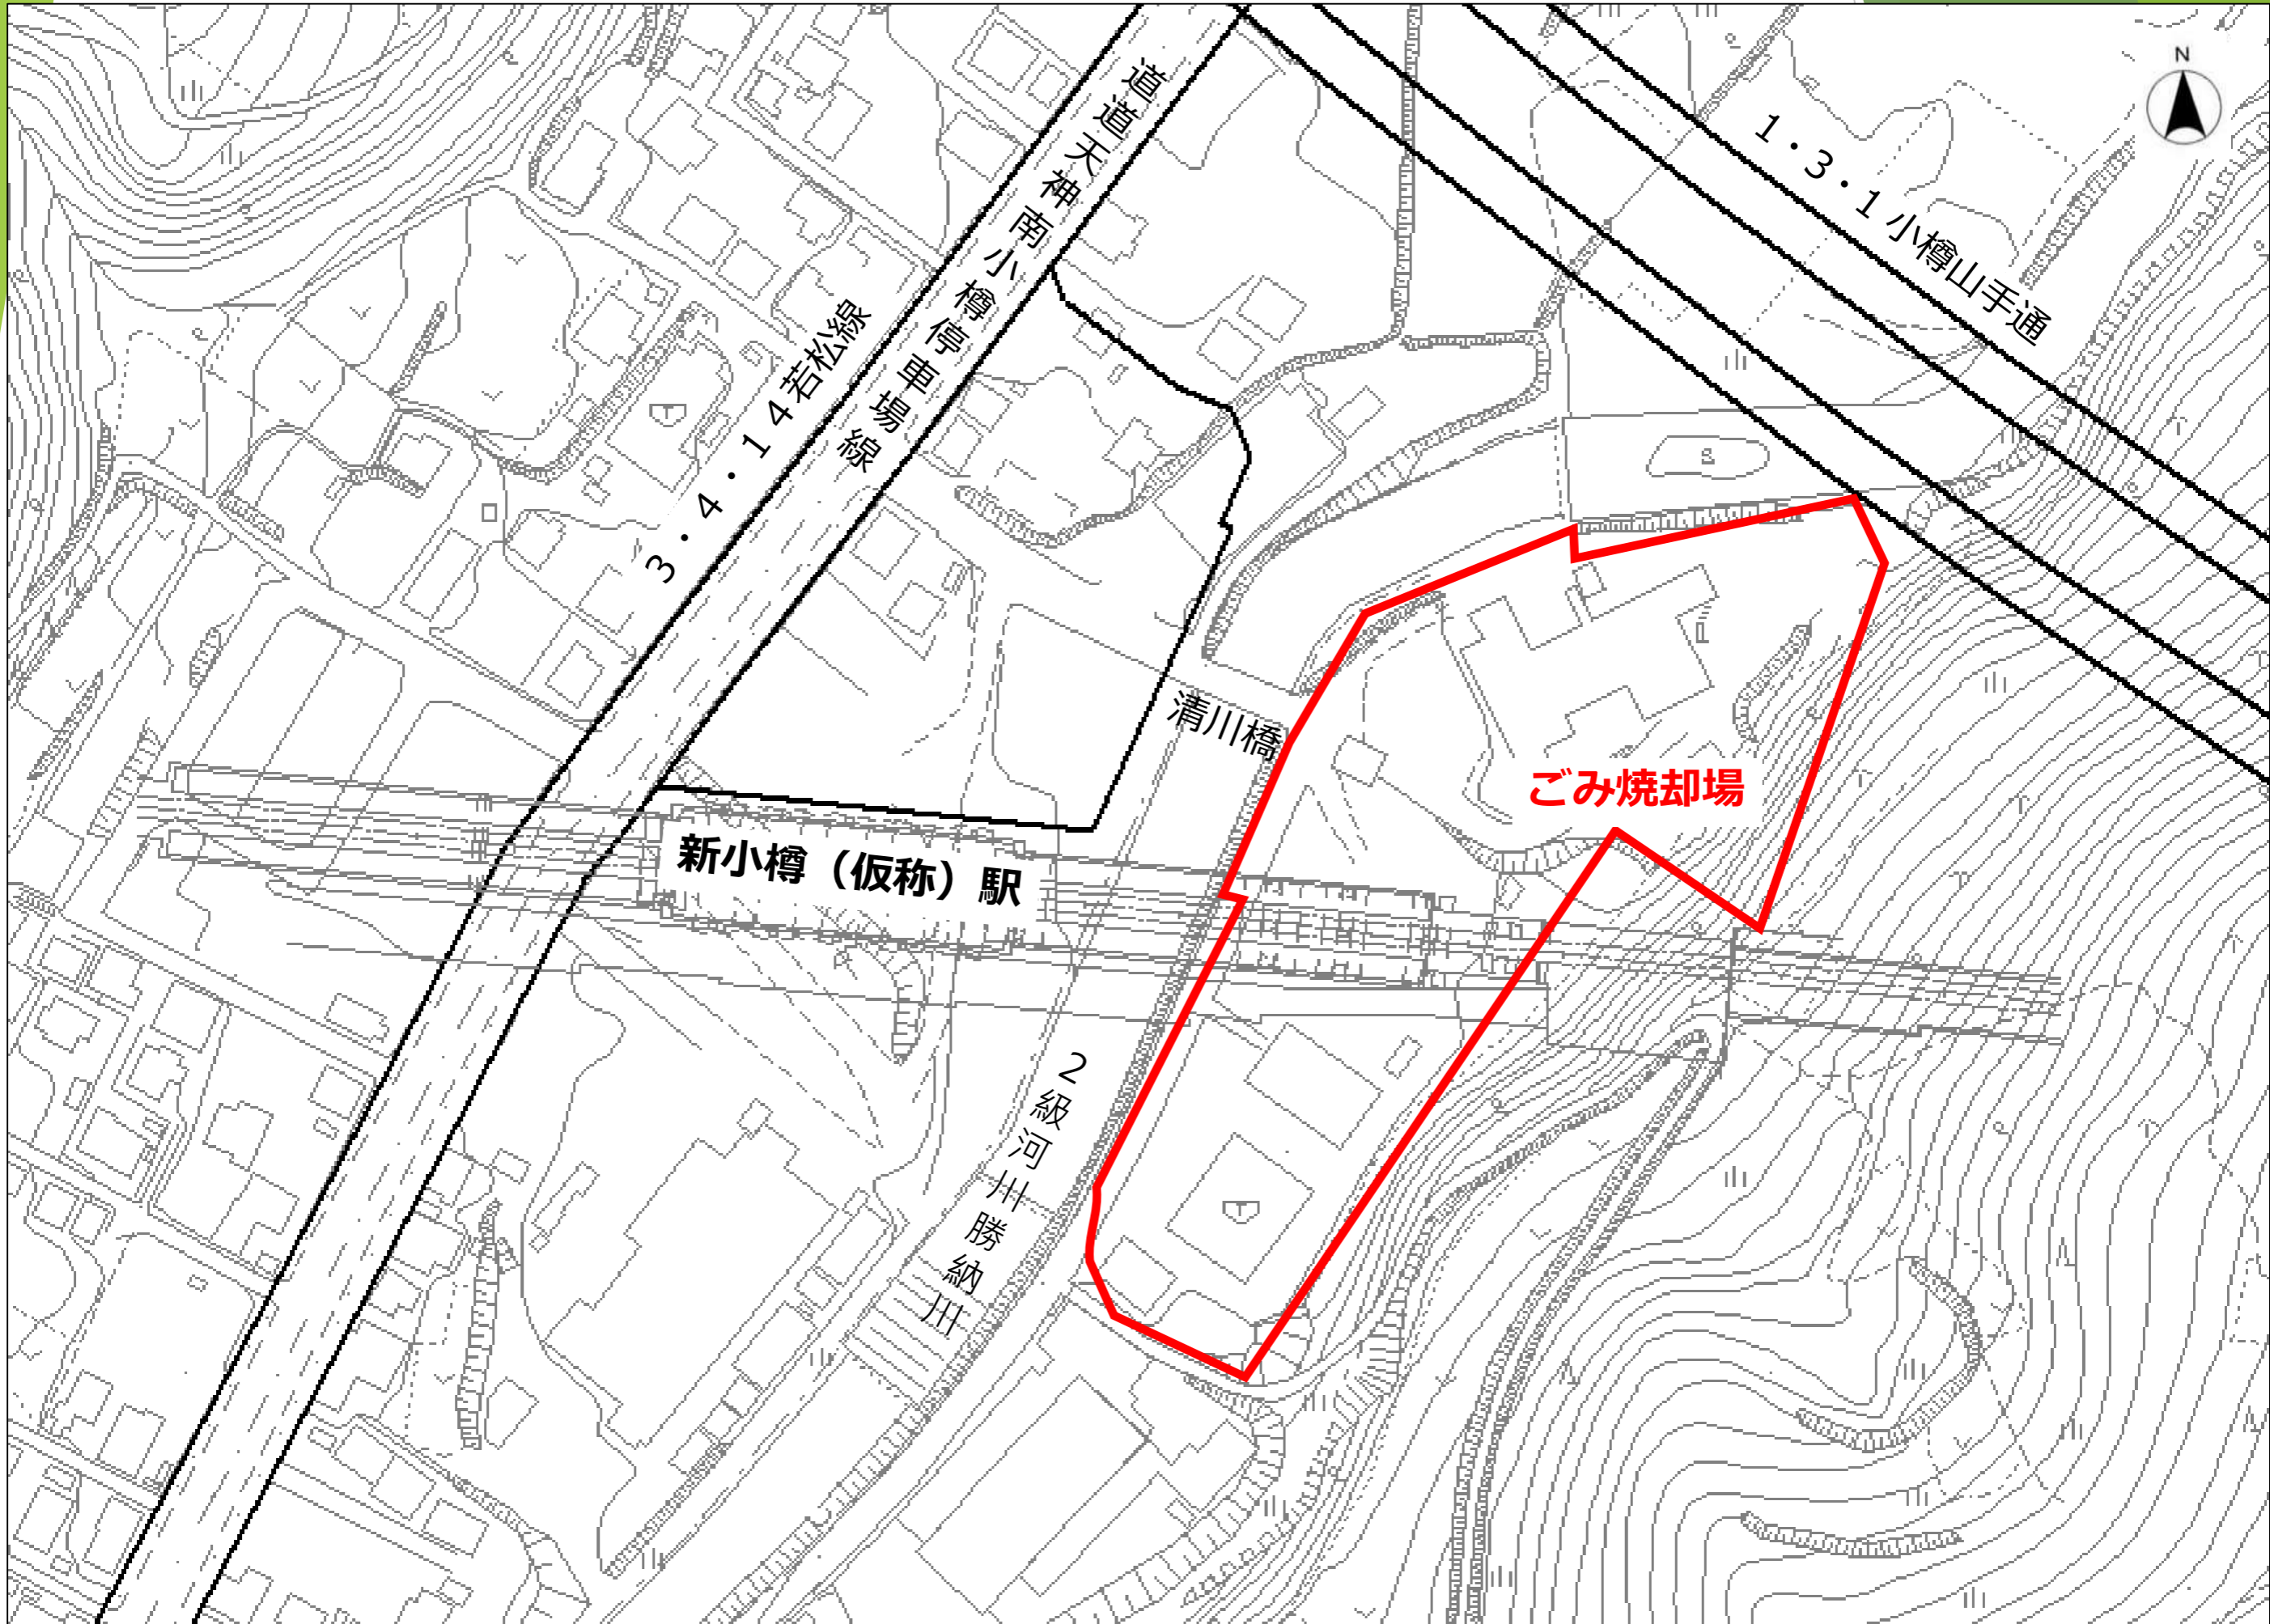 N
道道天神南小樽停車場線
1・3・1 小樽山手通
3・4・14若松線
清川橋
ごみ焼却場
新小樽（仮称）駅
2級河川勝納川